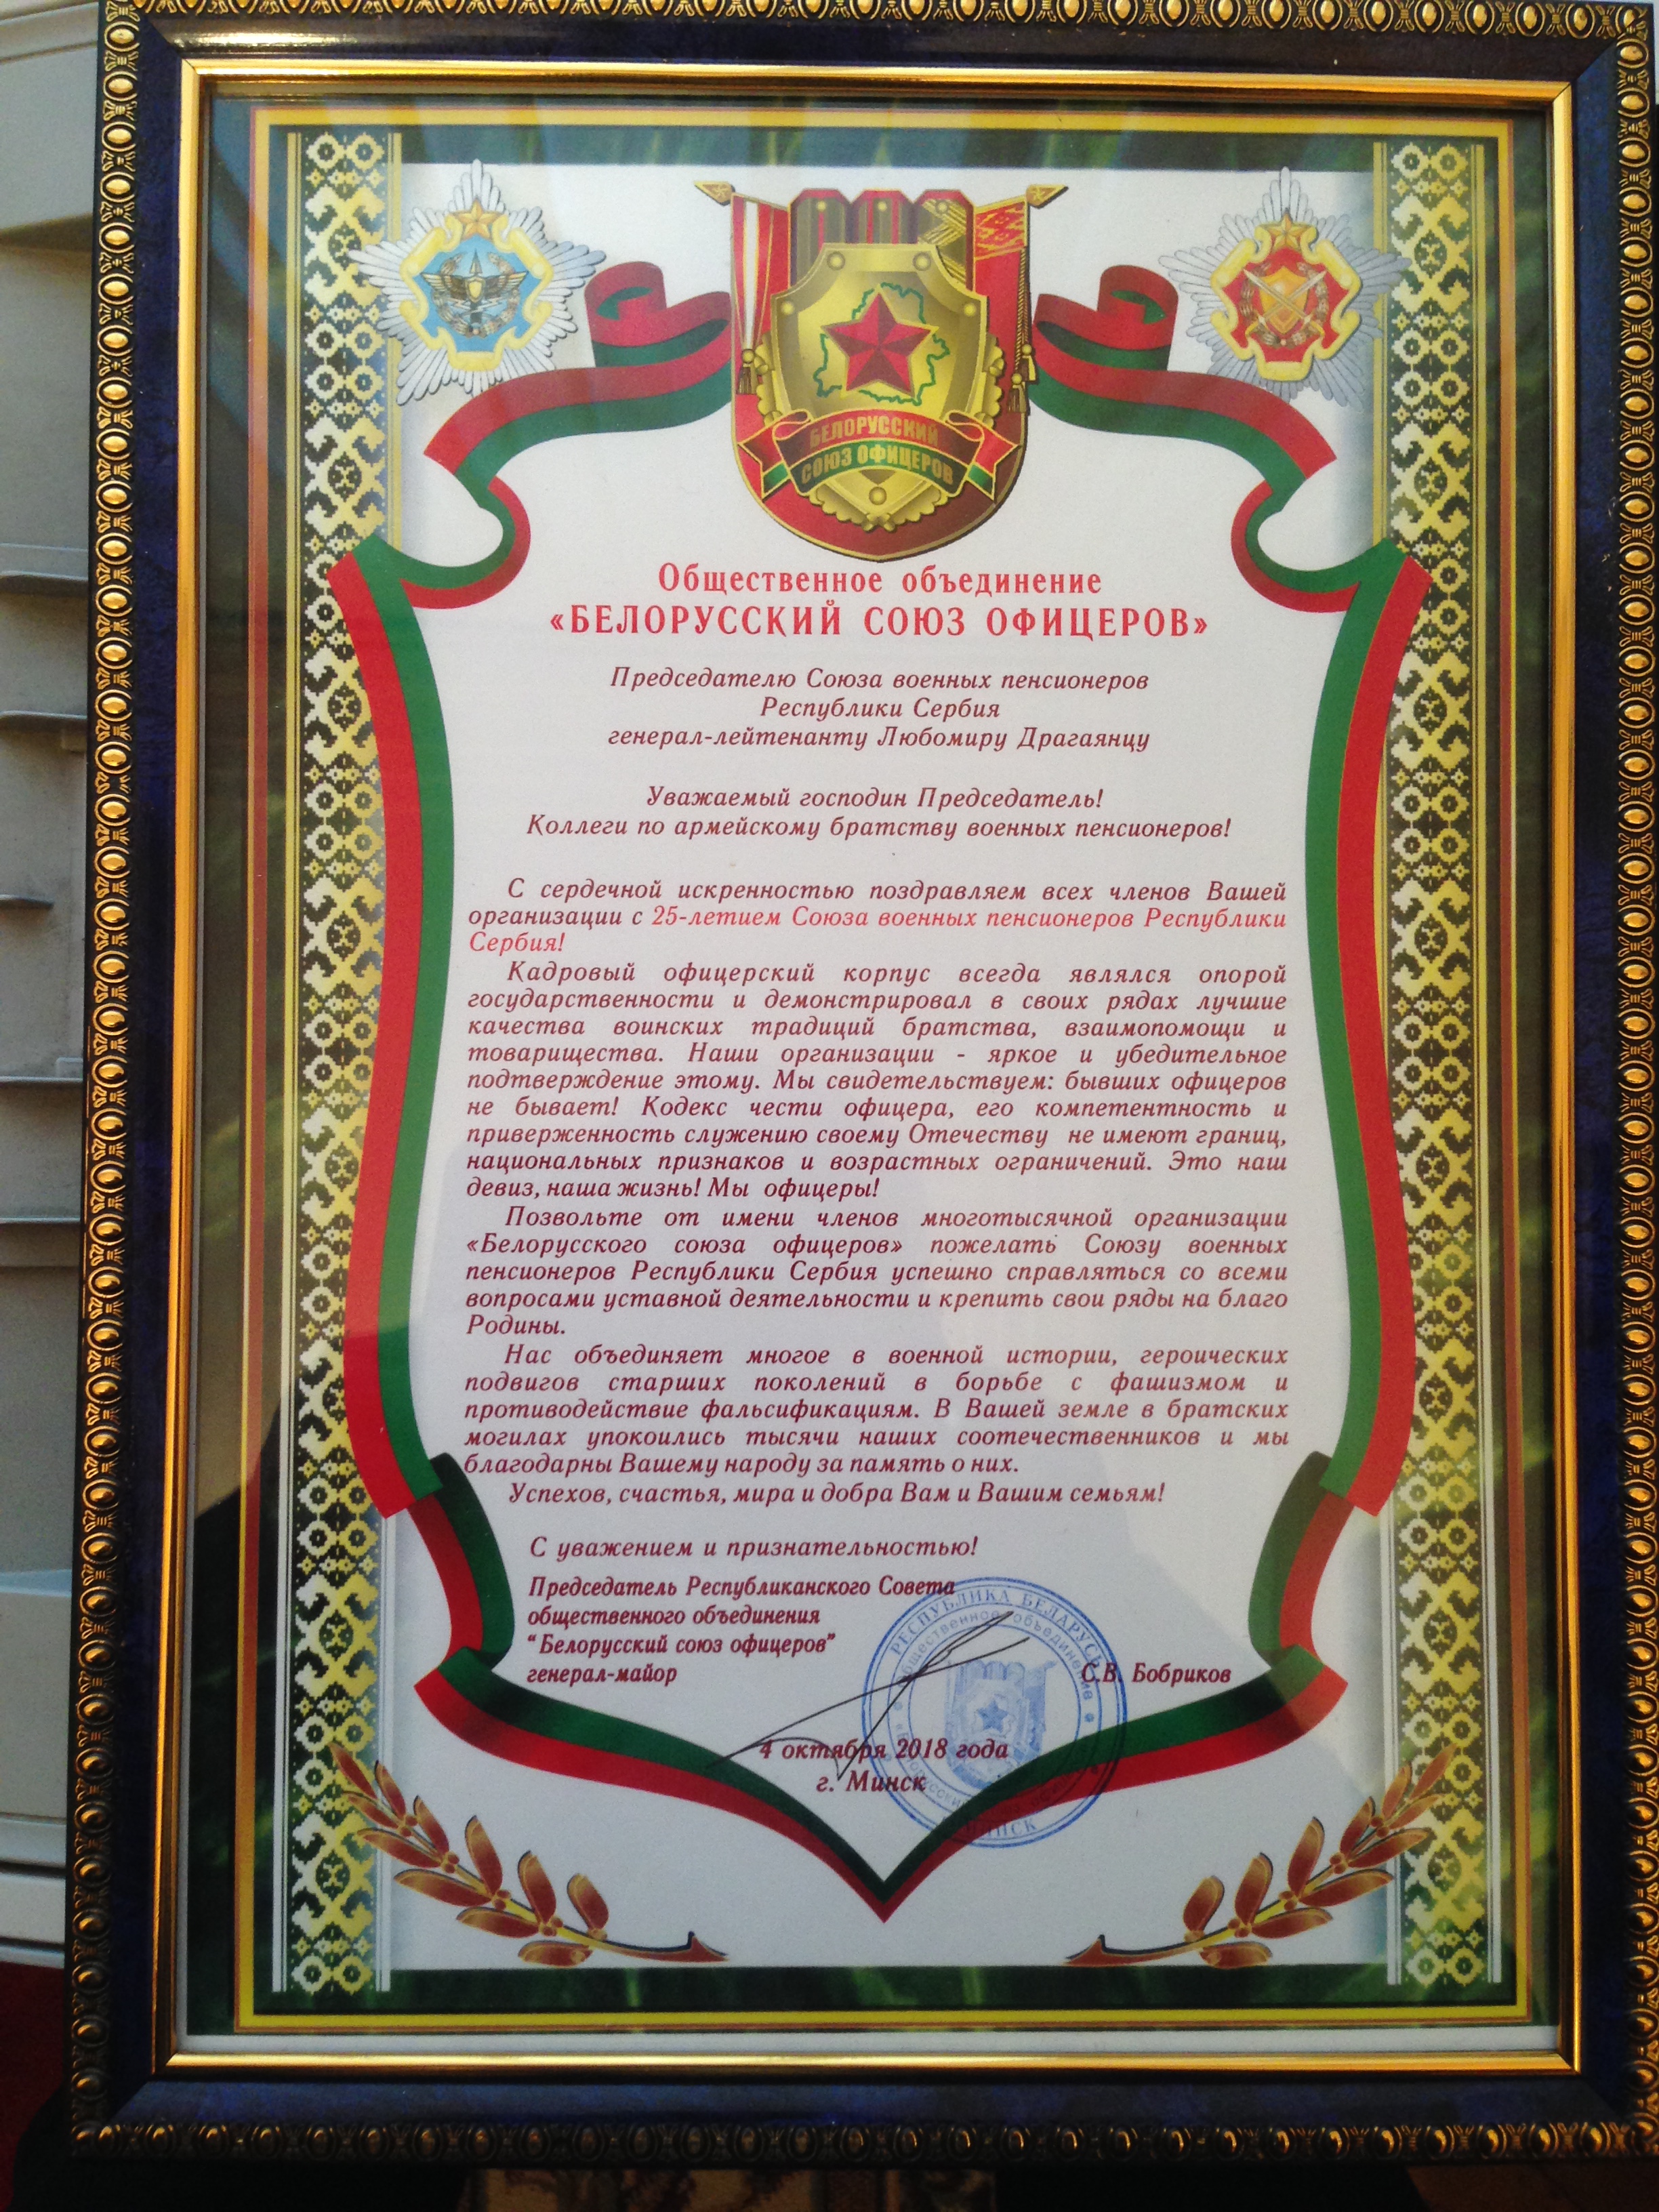 БЕЛОРУССКИЙ
СОЮЗ ОФИЦЕРОВ
Общественное объединение
«БЕЛОРУССКИЙ СОЮЗ ОФИЦЕРОВ»
Председателю Союза военных пенсионеров
Республики Сербия
генерал-лейтенанту Любомиру Драгаянцу
Уважаемый господин Председатель!
Коллеги по армейскому братству военных пенсионеров!
С сердечной искренностью поздравляем всех членов Вашей
организации с 25-летием Союза военных пенсионеров Республики
Сербия!
Кадровый офицерский корпус всегда являлся опорой
государственности и демонстрировал в своих рядах лучшие
качества воинских традиций братства, взаимопомощи и
товарищества. Наши организации - яркое и убедительное
подтверждение этому. Мы свидетельствуем: бывших офицеров
не бывает! Кодекс чести офицера, его компетентность и
приверженность служению своему Отечеству не имеют границ,
национальных признаков и возрастных ограничений. Это наш
девиз, наша жизнь! Мы офицеры!
Позвольте от имени членов многотысячной организации
«Белорусского союза офицеров» пожелать Союзу военных
пенсионеров Республики Сербия успешно справляться со всеми
вопросами уставной деятельности и крепить свои ряды на благо
Родины.
Нас объединяет многое в военной истории, героических
подвигов старших поколений в борьбе с фашизмом и
противодействие фальсификациям. В Вашей земле в братских
могилах упокоились тысячи наших соотечественников и мы
благодарны Вашему народу за память о них.
Успехов, счастья, мира и добра Вам и Вашим семьям!
С уважением и признательностью!
Председатель Республиканского Совета
общественного объединения
"Белорусский союз офицеров"
генерал-майор С.В. Бобриков
РЕСПУБЛИКА БЕЛАРУСЬ
общественное объединение
4 октября 2018 года
г. Минск